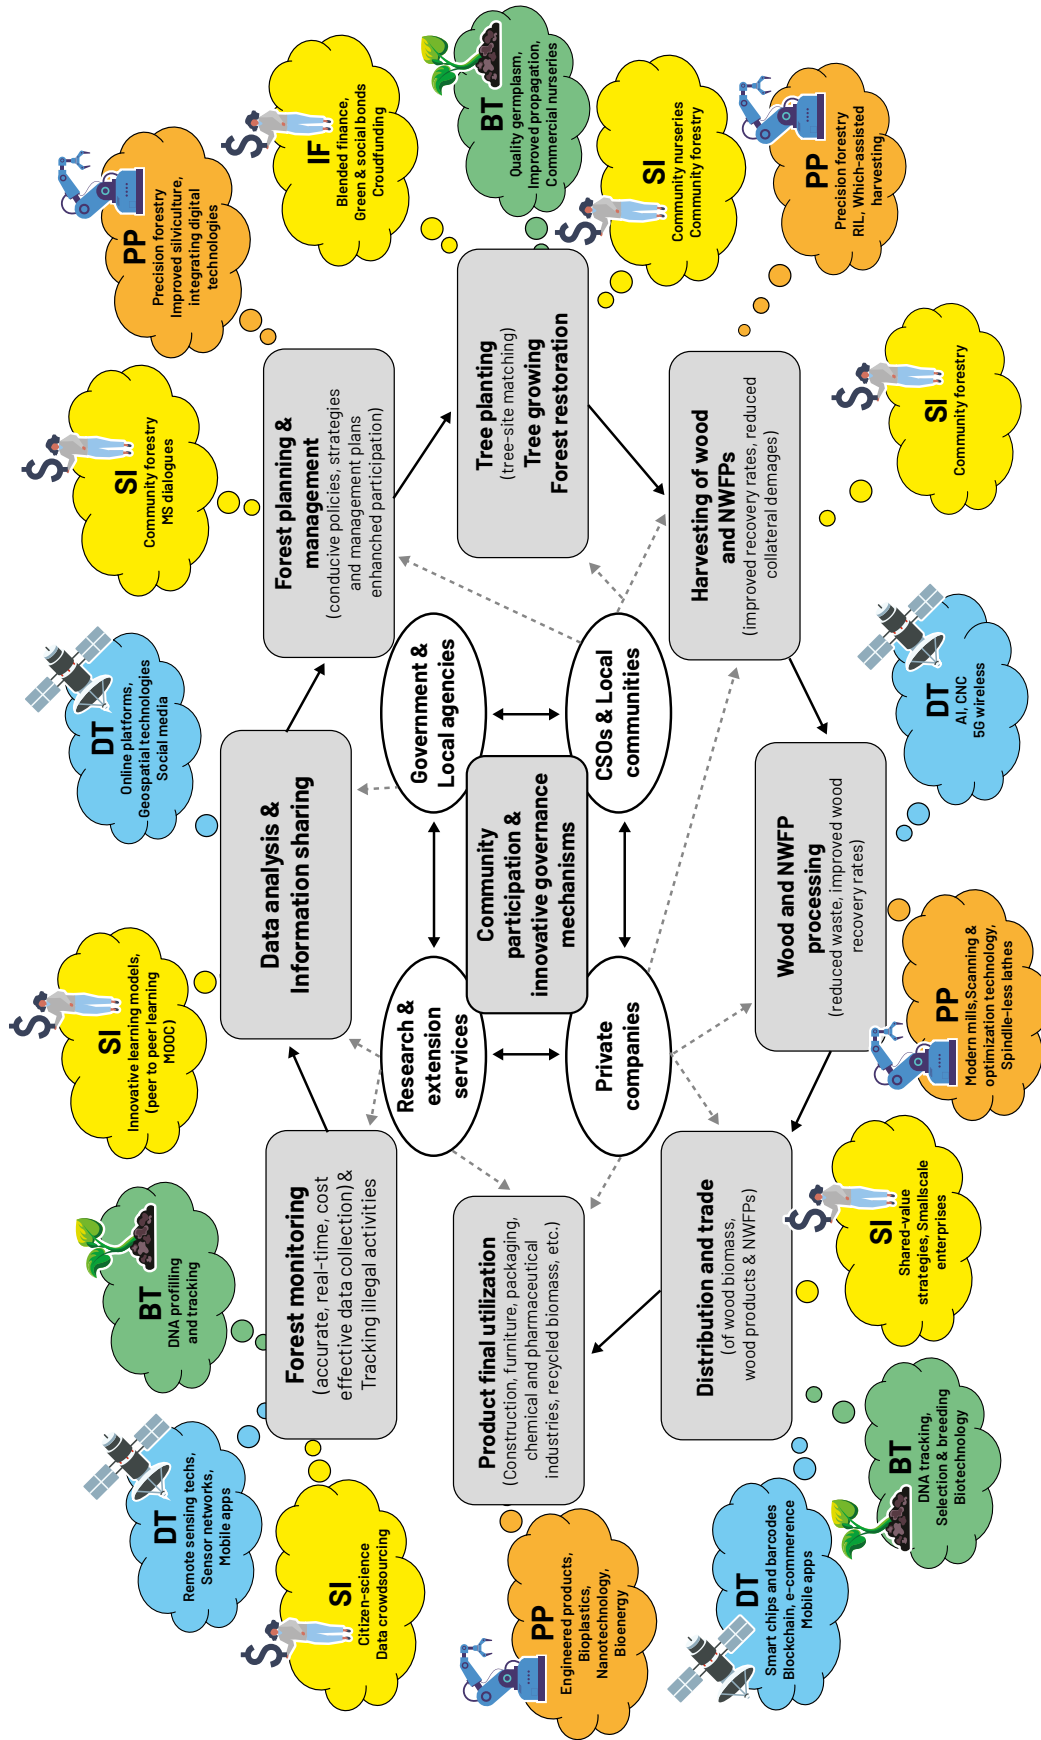 DT
Remote sensing techs,
Sensor networks,
Mobile apps
BT
DNA profilling
and tracking
SI
Innovative learning models,
(peer to peer learning
MOOC)
DT
Online platforms,
Geospatial technologies
Social media
SI
Community forestry
MS dialogues
PP
Precision forestry
Improved silviculture,
integrating digital
technologies
SI
Citizen-science
Data crowdsourcing
Forest monitoring
(accurate, real-time, cost
effective data collection) &
Tracking illegal activities
Data analysis &
Information sharing
Forest planning &
management
(conducive policies, strategies
and management plans
enhanched participation)
IF
Blended finance,
Green & social bonds
Croudfunding
Research &
extension
services
Government &
Local agencies
Community
participation &
innovative governance
mechanisms
Private
companies
CSOs & Local
communities
PP
Engineered products,
Bioplastics,
Nanotechnology,
Bioenergy
Product final utilization
(Construction, furniture, packaging,
chemical and pharmaceutical
industries, recycled biomass, etc.)
Tree planting
(tree-site matching)
Tree growing
Forest restoration
BT
Quality germplasm,
Improved propagation,
Commercial nurseries
SI
Community nurseries
Community forestry
Distribution and trade
(of wood biomass,
wood products & NWFPs)
Wood and NWFP
processing
(reduced waste, improved wood
recovery rates)
Harvesting of wood
and NWFPs
(improved recovery rates, reduced
collateral damages)
PP
Precision forestry
RIL, Which-assisted
harvesting,
DT
Smart chips and barcodes
Blockchain, e-commerence
Mobile apps
BT
DNA tracking,
Selection & breeding
Biotechnology
SI
Shared-value
strategies, Smallscale
enterprises
PP
Modern mills,Scanning &
optimization technology,
Spindlle-less lathes
DT
AI, CNC
5G wireless
SI
Community forestry